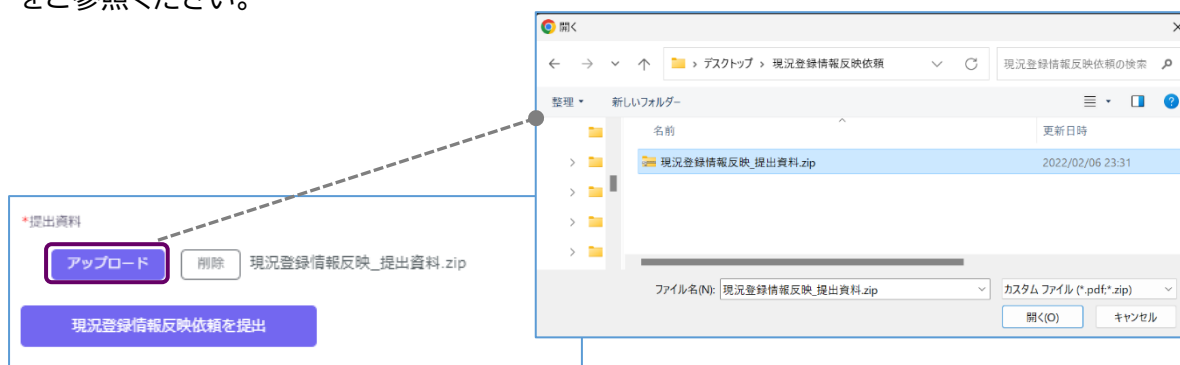 をご参照ください。
開く
デスクトップ > 現況登録情報反映依頼
現況登録情報反映依頼の検索
整理
新しいフォルダー
名前
更新日時
現況登録情報反映_提出資料.zip
2022/02/06 23:31
ファイル名(N):
現況登録情報反映_提出資料.zip
カスタム ファイル (*.pdf;*.zip)
開く(O)
キャンセル
*提出資料
アップロード
削除
現況登録情報反映_提出資料.zip
現況登録情報反映依頼を提出